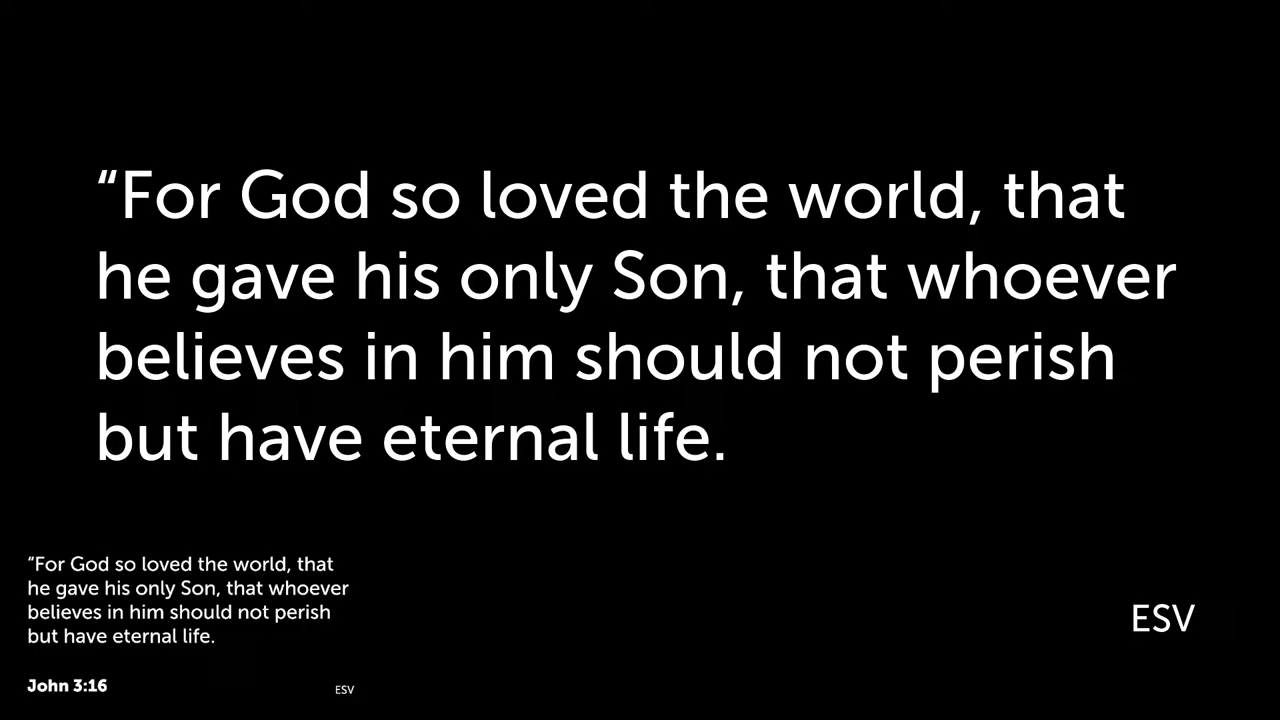 “For God so loved the world, that
he gave his only Son, that whoever
believes in him should not perish
but have eternal life.
“For God so loved the world, that
he gave his only Son, that whoever
believes in him should not perish
but have eternal life.
ESV
John 3:16
ESV